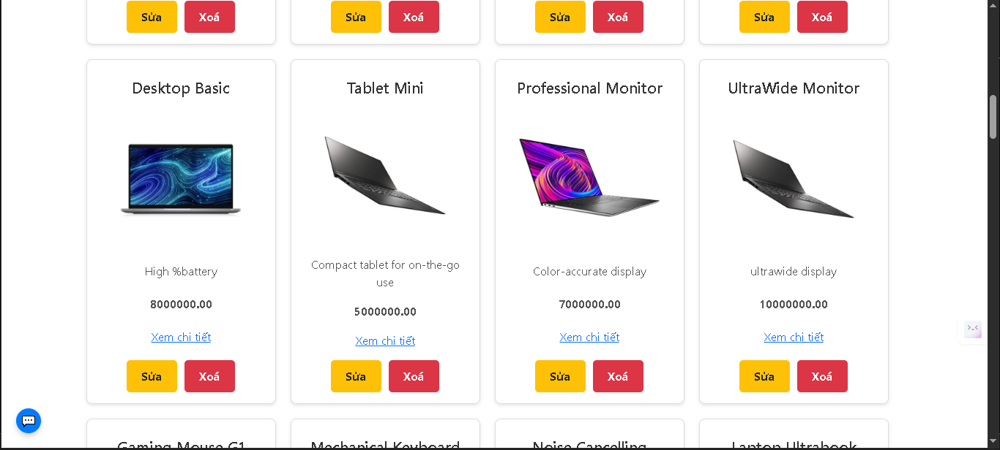 Sửa Xoá Sửa Xoá Sửa Xoá Sửa Xoá
Desktop Basic
High %battery
8000000.00
Xem chi tiết
Sửa Xoá
Tablet Mini
Compact tablet for on-the-go
use
5000000.00
Xem chi tiết
Sửa Xoá
Professional Monitor
Color-accurate display
7000000.00
Xem chi tiết
Sửa Xoá
UltraWide Monitor
ultrawide display
10000000.00
Xem chi tiết
Sửa Xoá
Gaming Mouse G1 Mechanical Keyboard Noise Cancelling Laptop Ultrabook